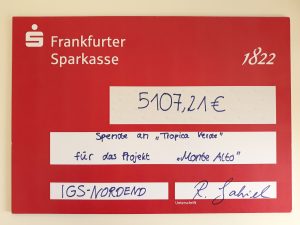 Frankfurter
Sparkasse
1822
5107,21 €
Spende an „Tropica Verde"
für das Projekt „Monte Alto"
IGS-NORDEND
R. Gabriel
Unterschrift